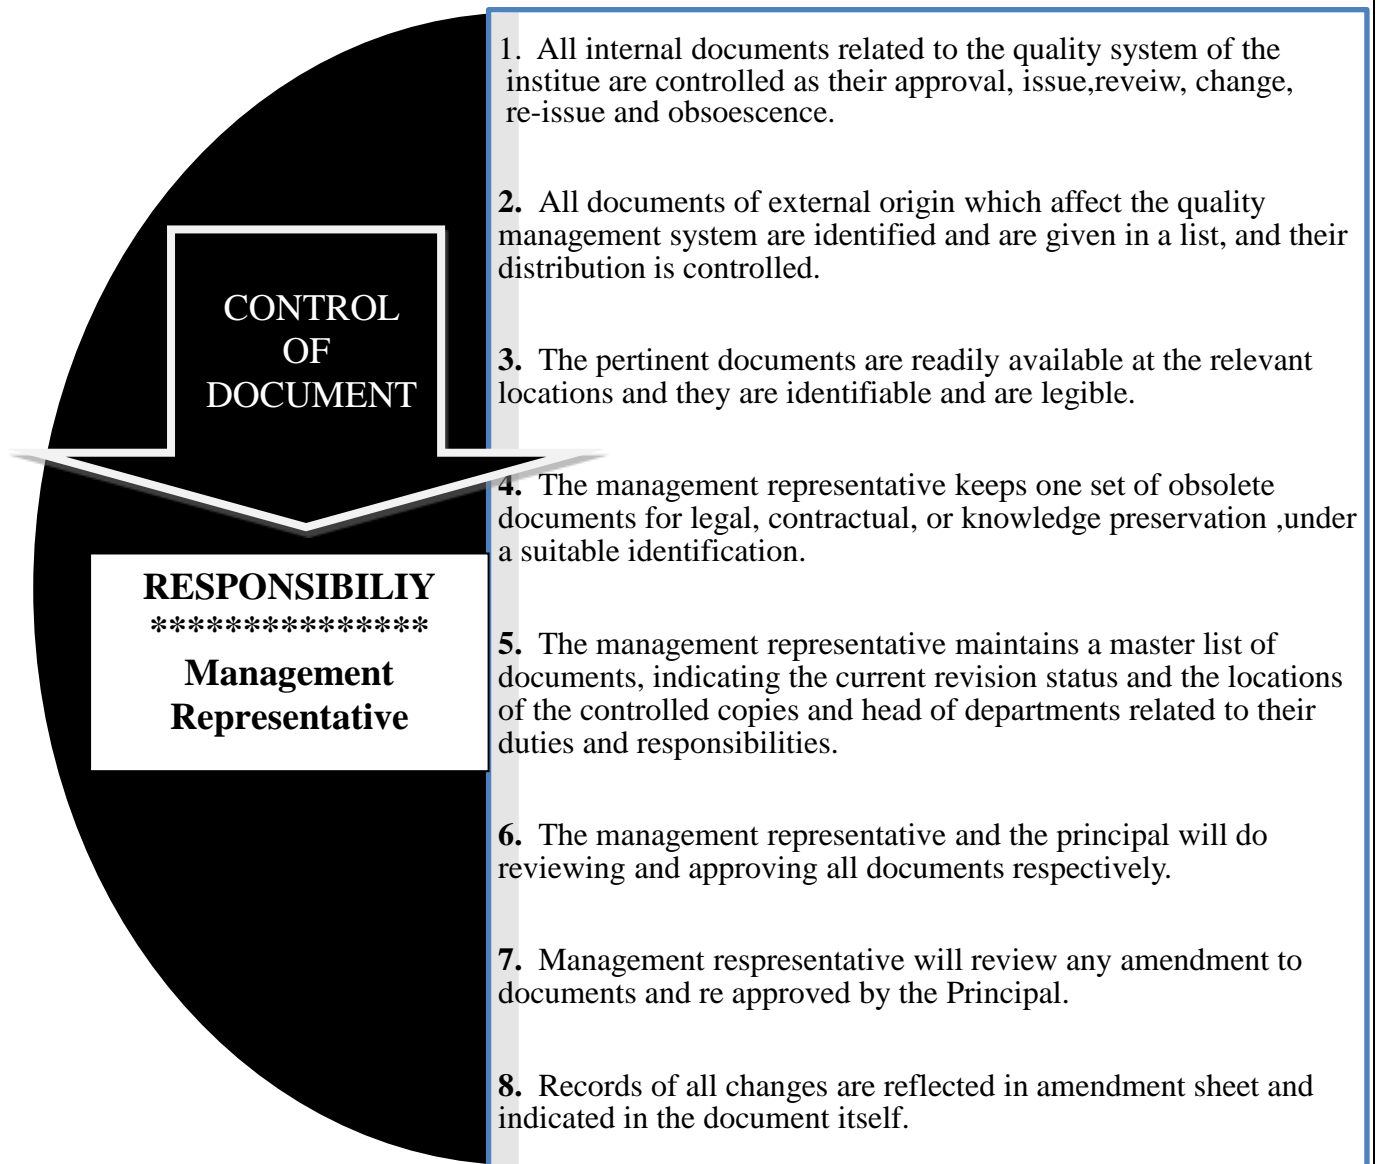 CONTROL
OF
DOCUMENT
RESPONSIBILIY
***************
Management
Representative
1. All internal documents related to the quality system of the
institue are controlled as their approval, issue,reveiw, change,
re-issue and obsoescence.
2. All documents of external origin which affect the quality
management system are identified and are given in a list, and their
distribution is controlled.
3. The pertinent documents are readily available at the relevant
locations and they are identifiable and are legible.
4. The management representative keeps one set of obsolete
documents for legal, contractual, or knowledge preservation ,under
a suitable identification.
5. The management representative maintains a master list of
documents, indicating the current revision status and the locations
of the controlled copies and head of departments related to their
duties and responsibilities.
6. The management representative and the principal will do
reviewing and approving all documents respectively.
7. Management respresentative will review any amendment to
documents and re approved by the Principal.
8. Records of all changes are reflected in amendment sheet and
indicated in the document itself.